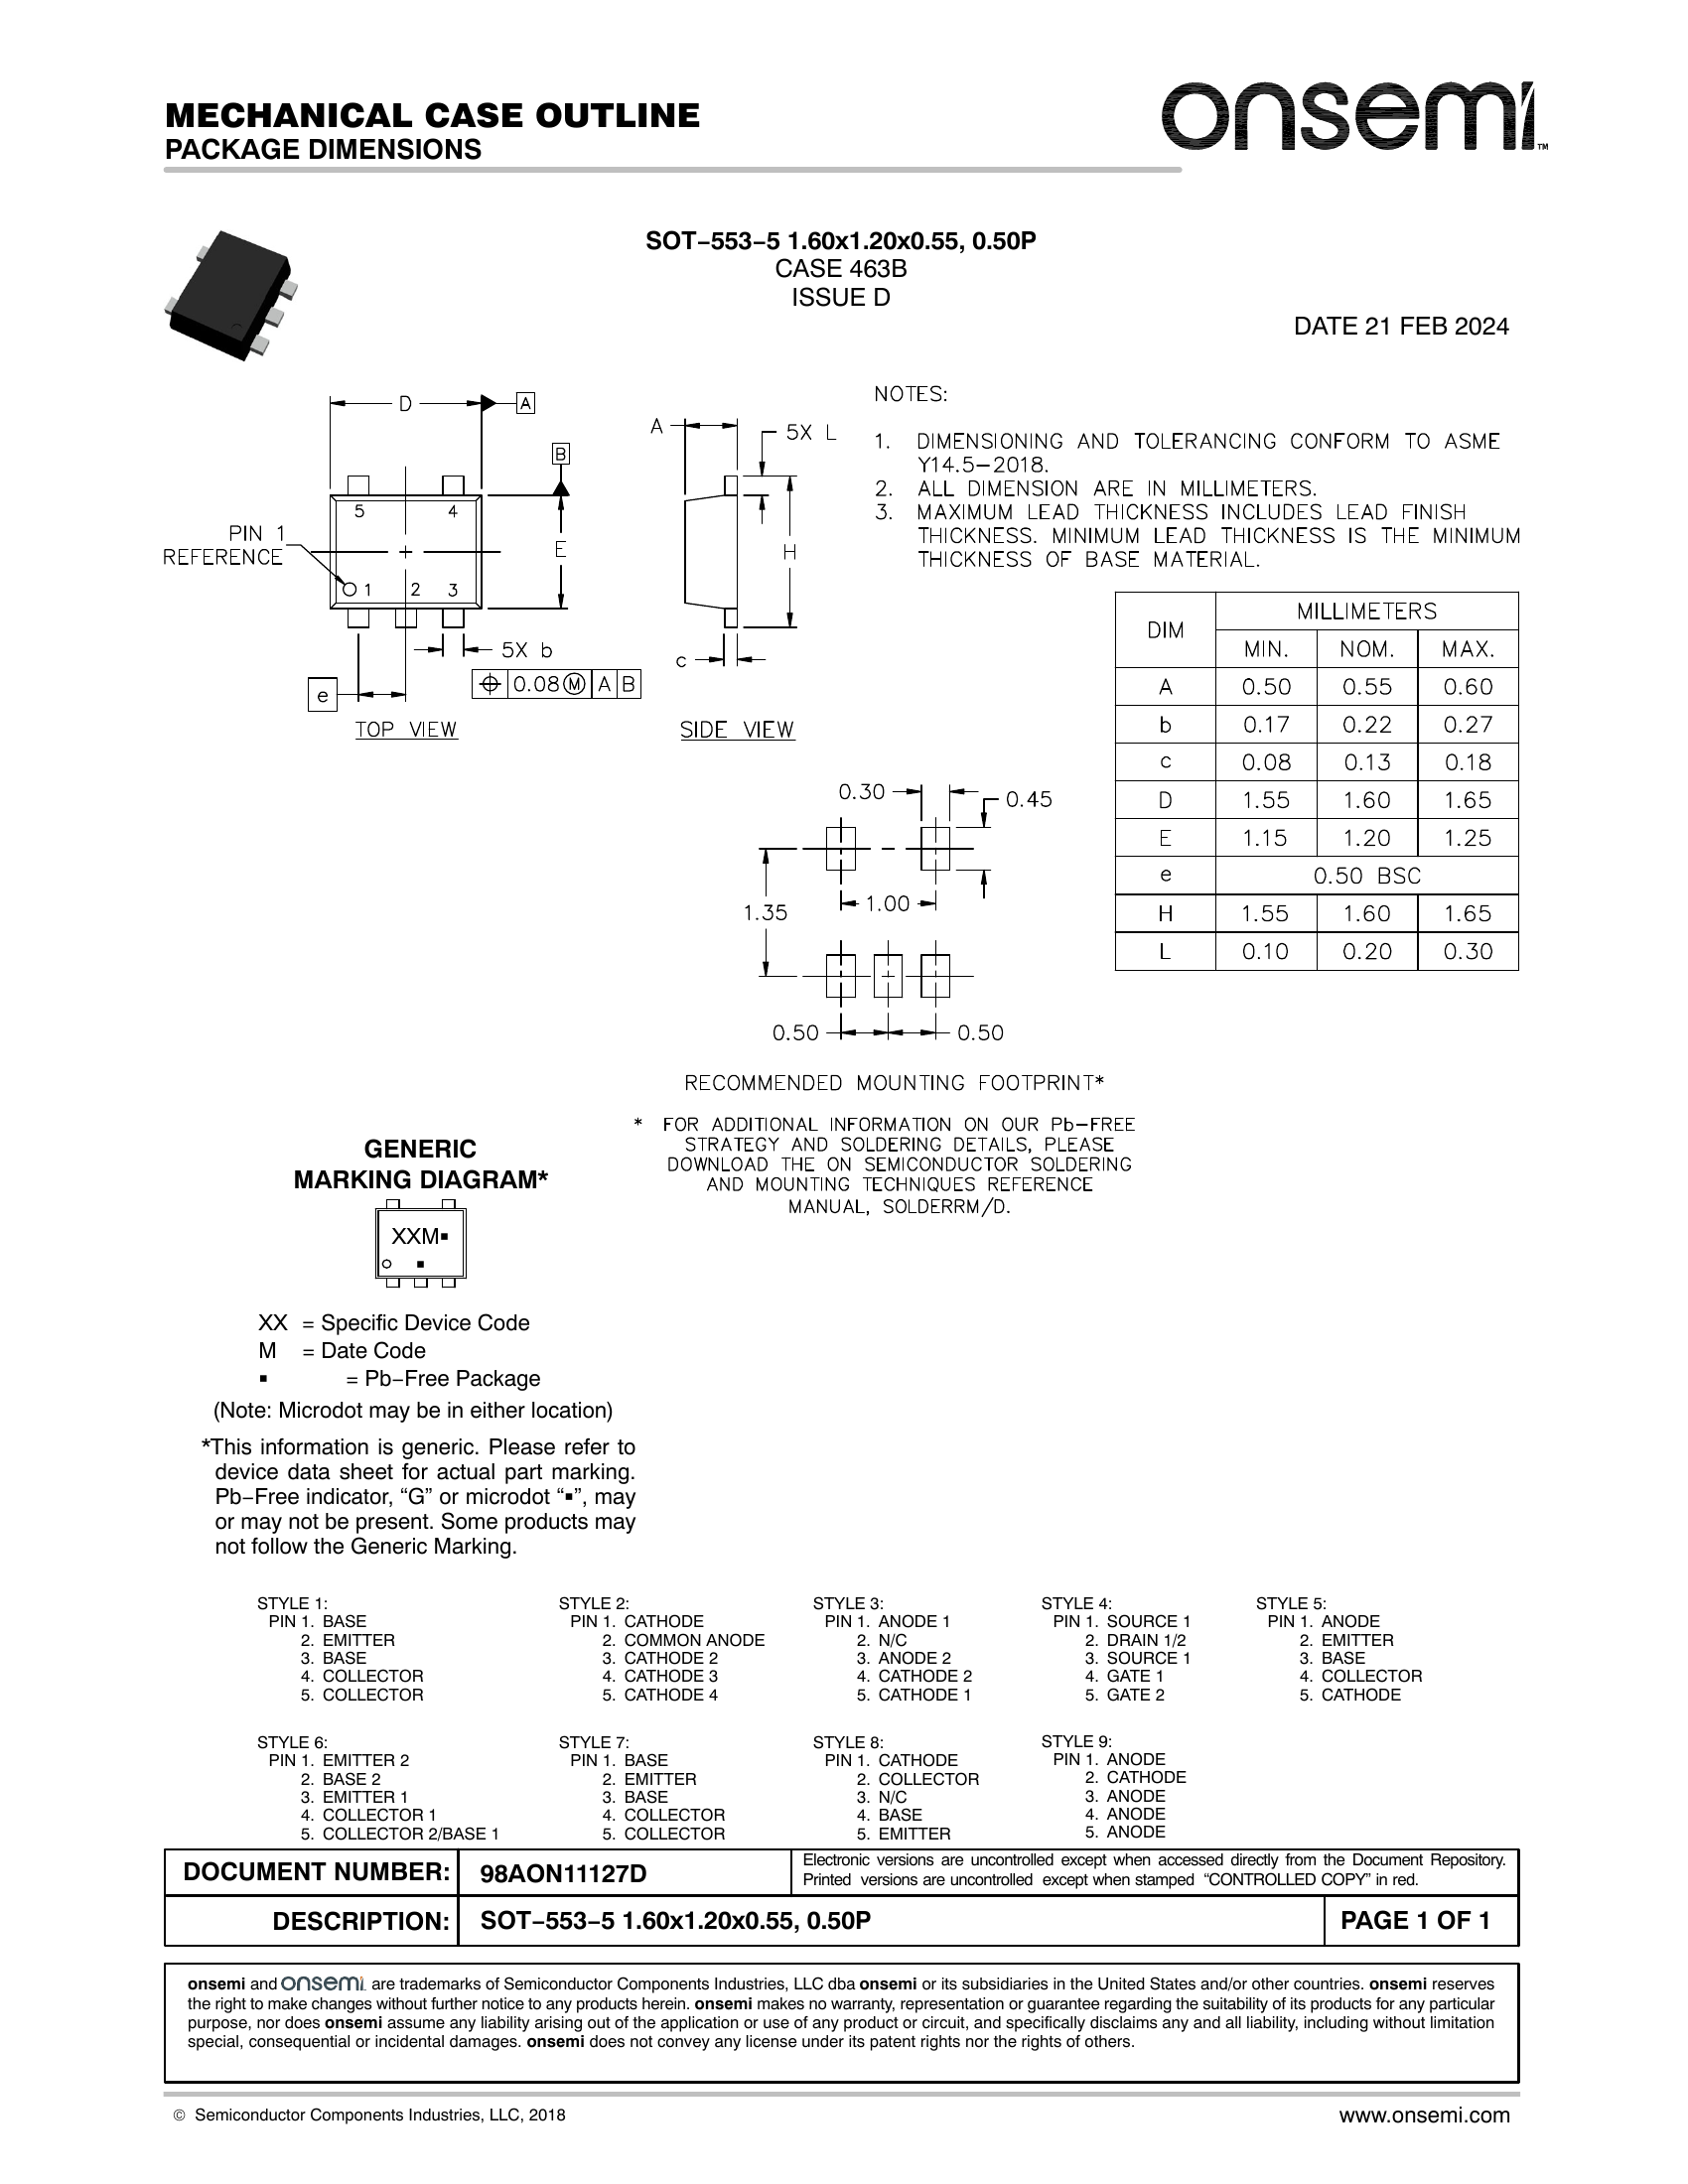 MECHANICAL CASE OUTLINE
PACKAGE DIMENSIONS
onsemi™
SOT−553−5 1.60x1.20x0.55, 0.50P
CASE 463B
ISSUE D
DATE 21 FEB 2024
D
A
B
5
4
PIN 1
REFERENCE
E
1
2
3
5X b
e
0.08 Ⓜ A B
TOP VIEW
A
5X L
H
c
SIDE VIEW
NOTES:
1. DIMENSIONING AND TOLERANCING CONFORM TO ASME
Y14.5−2018.
2. ALL DIMENSION ARE IN MILLIMETERS.
3. MAXIMUM LEAD THICKNESS INCLUDES LEAD FINISH
THICKNESS. MINIMUM LEAD THICKNESS IS THE MINIMUM
THICKNESS OF BASE MATERIAL.
DIM MILLIMETERS
MIN. NOM. MAX.
A 0.50 0.55 0.60
b 0.17 0.22 0.27
c 0.08 0.13 0.18
D 1.55 1.60 1.65
E 1.15 1.20 1.25
e 0.50 BSC
H 1.55 1.60 1.65
L 0.10 0.20 0.30
0.30
0.45
1.00
1.35
0.50
0.50
RECOMMENDED MOUNTING FOOTPRINT*
* FOR ADDITIONAL INFORMATION ON OUR Pb−FREE
STRATEGY AND SOLDERING DETAILS, PLEASE
DOWNLOAD THE ON SEMICONDUCTOR SOLDERING
AND MOUNTING TECHNIQUES REFERENCE
MANUAL, SOLDERRM/D.
GENERIC
MARKING DIAGRAM*
XXM▪
▪
XX = Specific Device Code
M = Date Code
▪ = Pb−Free Package
(Note: Microdot may be in either location)
*This information is generic. Please refer to
device data sheet for actual part marking.
Pb−Free indicator, “G” or microdot “▪”, may
or may not be present. Some products may
not follow the Generic Marking.
STYLE 1:
PIN 1. BASE
2. EMITTER
3. BASE
4. COLLECTOR
5. COLLECTOR
STYLE 2:
PIN 1. CATHODE
2. COMMON ANODE
3. CATHODE 2
4. CATHODE 3
5. CATHODE 4
STYLE 3:
PIN 1. ANODE 1
2. N/C
3. ANODE 2
4. CATHODE 2
5. CATHODE 1
STYLE 4:
PIN 1. SOURCE 1
2. DRAIN 1/2
3. SOURCE 1
4. GATE 1
5. GATE 2
STYLE 5:
PIN 1. ANODE
2. EMITTER
3. BASE
4. COLLECTOR
5. CATHODE
STYLE 6:
PIN 1. EMITTER 2
2. BASE 2
3. EMITTER 1
4. COLLECTOR 1
5. COLLECTOR 2/BASE 1
STYLE 7:
PIN 1. BASE
2. EMITTER
3. BASE
4. COLLECTOR
5. COLLECTOR
STYLE 8:
PIN 1. CATHODE
2. COLLECTOR
3. N/C
4. BASE
5. EMITTER
STYLE 9:
PIN 1. ANODE
2. CATHODE
3. ANODE
4. ANODE
5. ANODE
DOCUMENT NUMBER: 98AON11127D
Electronic versions are uncontrolled except when accessed directly from the Document Repository.
Printed versions are uncontrolled except when stamped “CONTROLLED COPY” in red.
DESCRIPTION: SOT−553−5 1.60x1.20x0.55, 0.50P PAGE 1 OF 1
onsemi and onsemi are trademarks of Semiconductor Components Industries, LLC dba onsemi or its subsidiaries in the United States and/or other countries. onsemi reserves
the right to make changes without further notice to any products herein. onsemi makes no warranty, representation or guarantee regarding the suitability of its products for any particular
purpose, nor does onsemi assume any liability arising out of the application or use of any product or circuit, and specifically disclaims any and all liability, including without limitation
special, consequential or incidental damages. onsemi does not convey any license under its patent rights nor the rights of others.
© Semiconductor Components Industries, LLC, 2018
www.onsemi.com